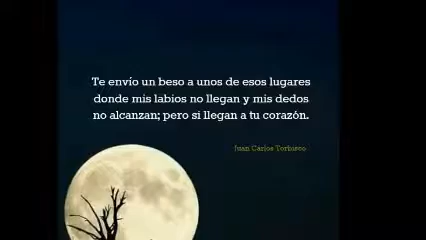 Te envío un beso a unos de esos lugares
donde mis labios no llegan y mis dedos
no alcanzan; pero si llegan a tu corazón.
Juan Carlos Torbisco